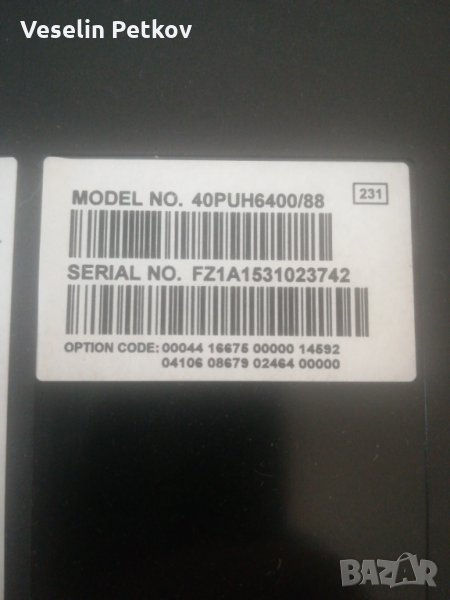 Veselin Petkov
MODEL NO. 40PUH6400/88
231
SERIAL NO. FZ1A1531023742
OPTION CODE: 00044 16675 00000 14592
04106 08679 02464 00000
BAZAR